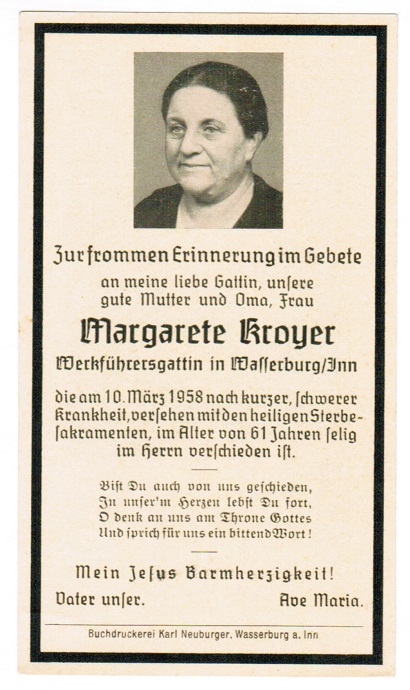 Zur frommen Erinnerung im Gebete
an meine liebe Gattin, unsere
gute Mutter und Oma, Frau
Margarete Kroyer
Werkführersgattin in Wasserburg/Inn
die am 10. März 1958 nach kurzer, schwerer
Krankheit, versehen mit den heiligen Sterbe-
sakramenten, im Alter von 61 Jahren selig
im Herrn verschieden ist.
Bist Du auch von uns geschieden,
In unser'm Herzen lebst Du fort,
O denk an uns am Throne Gottes
Und sprich für uns ein bittend Wort!
Mein Jesus Barmherzigkeit!
Vater unser. Ave Maria.
Buchdruckerei Karl Neuburger, Wasserburg a. Inn